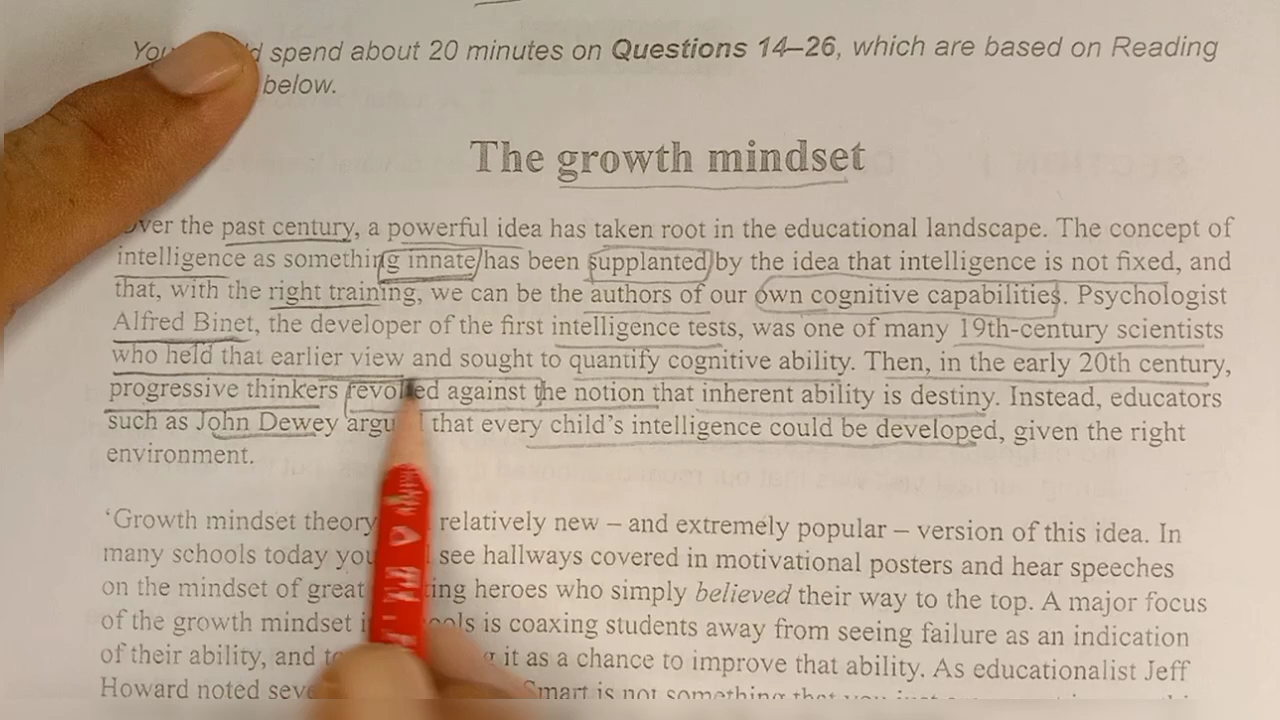 spend about 20 minutes on Questions 14–26, which are based on Reading
below.
The growth mindset
Over the past century, a powerful idea has taken root in the educational landscape. The concept of
intelligence as something innate has been supplanted by the idea that intelligence is not fixed, and
that, with the right training, we can be the authors of our own cognitive capabilities. Psychologist
Alfred Binet, the developer of the first intelligence tests, was one of many 19th-century scientists
who held that earlier view and sought to quantify cognitive ability. Then, in the early 20th century,
progressive thinkers revolted against the notion that inherent ability is destiny. Instead, educators
such as John Dewey argued that every child's intelligence could be developed, given the right
environment.
‘Growth mindset theory relatively new – and extremely popular – version of this idea. In
many schools today you see hallways covered in motivational posters and hear speeches
on the mindset of great heroes who simply believed their way to the top. A major focus
of the growth mindset is coaxing students away from seeing failure as an indication
of their ability, and it as a chance to improve that ability. As educationalist Jeff
Howard noted Smart is not something that you just